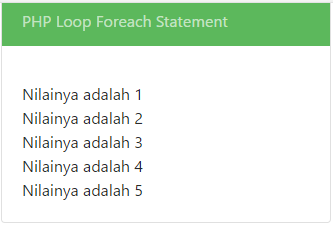 PHP Loop Foreach Statement
Nilainya adalah 1
Nilainya adalah 2
Nilainya adalah 3
Nilainya adalah 4
Nilainya adalah 5